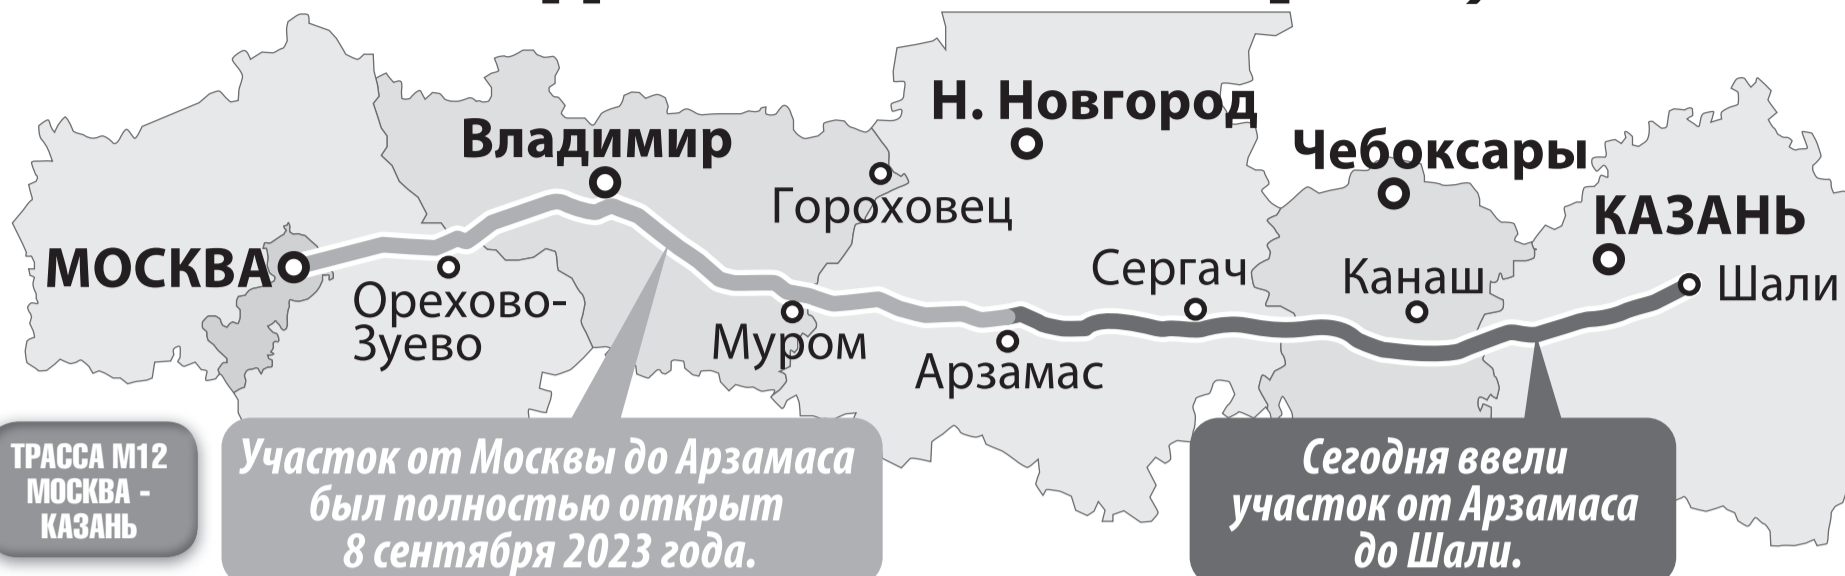 Н. Новгород
Владимир
Чебоксары
Гороховец
КАЗАНЬ
МОСКВА
Сергач
Канаш
Шали
Орехово-
Зуево
Муром
Арзамас
ТРАССА М12
МОСКВА -
КАЗАНЬ
Участок от Москвы до Арзамаса
был полностью открыт
8 сентября 2023 года.
Сегодня ввели
участок от Арзамаса
до Шали.